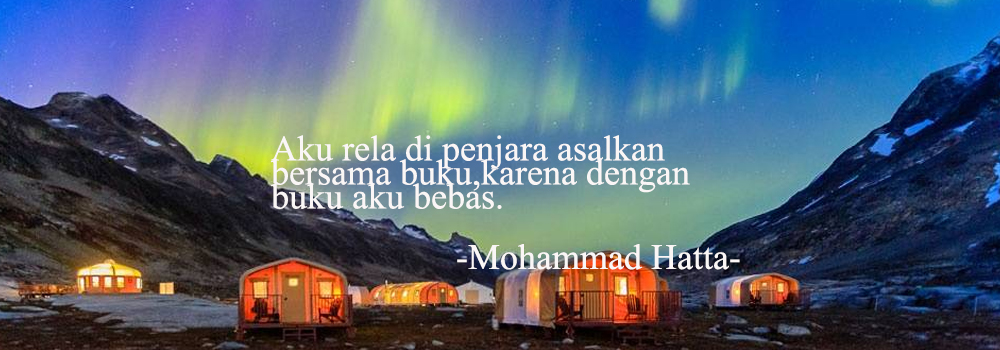 Aku rela di penjara asalkan
bersama buku,karena dengan
buku aku bebas.
-Mohammad Hatta-